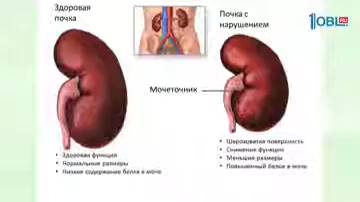 Здоровая
почка
Почка с
нарушением
1OBL.RU
Мочеточник
• Здоровая функция
• Нормальные размеры
• Низкое содержание белка в моче
• Шероховатая поверхность
• Снижение функции
• Меньшие размеры
• Повышенный белок в моче